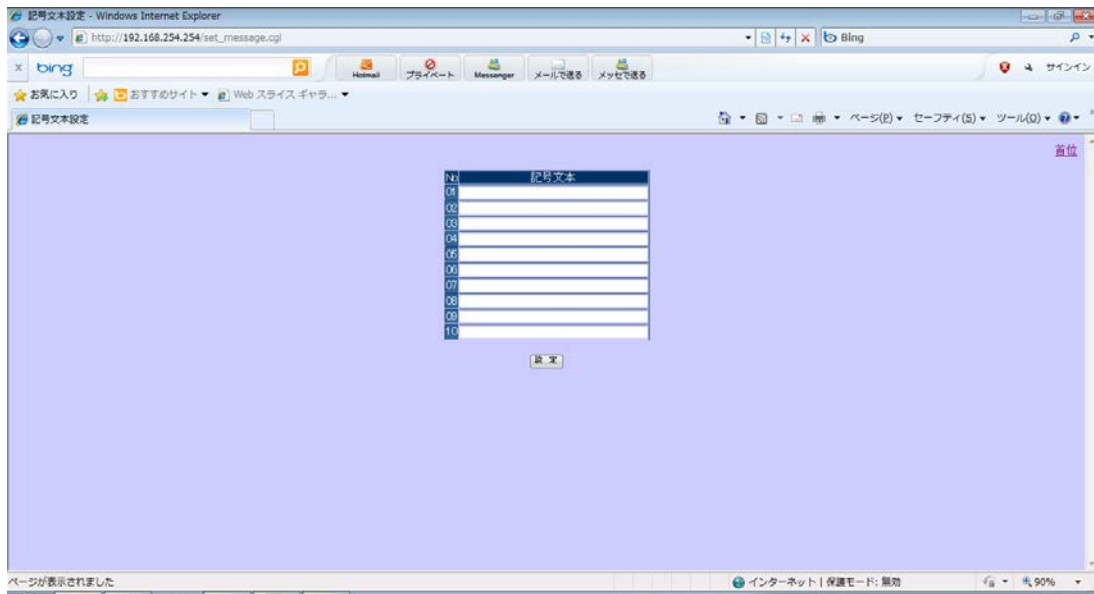 記号文本設定 - Windows Internet Explorer
http://192.168.254.254/set_message.cgi
Bing
x bing
Hotmail プライベート Messenger メールで送る メッセで送る
サインイン
お気に入り おすすめサイト Web スライス ギャラ...
記号文本設定
ページ(P) セーフティ(S) ツール(O)
首位
No 記号文本
01
02
03
04
05
06
07
08
09
10
設 定
ページが表示されました
インターネット | 保護モード: 無効
90%